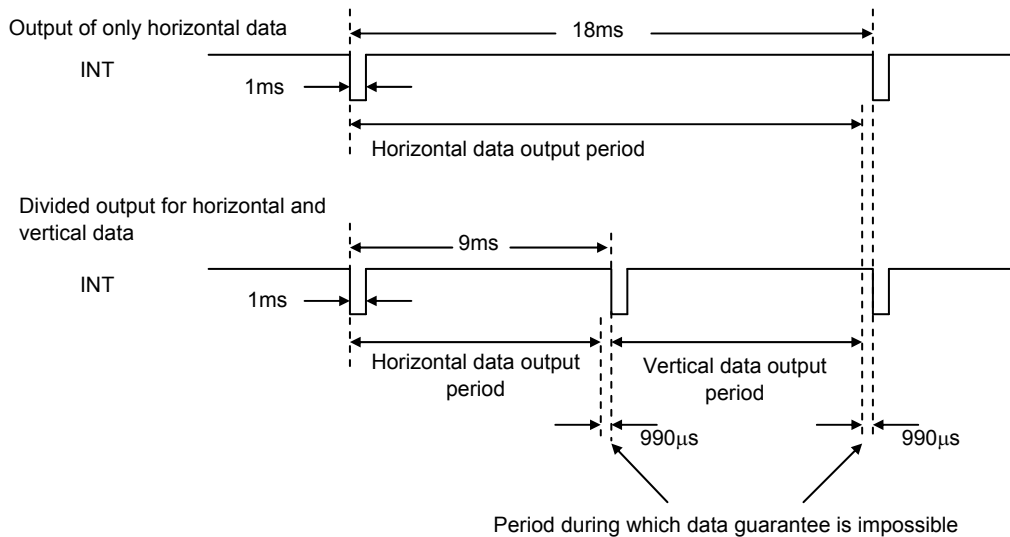 Output of only horizontal data
18ms
INT
1ms
Horizontal data output period
Divided output for horizontal and
vertical data
9ms
INT
1ms
Horizontal data output
period
Vertical data output
period
990μs
990μs
Period during which data guarantee is impossible